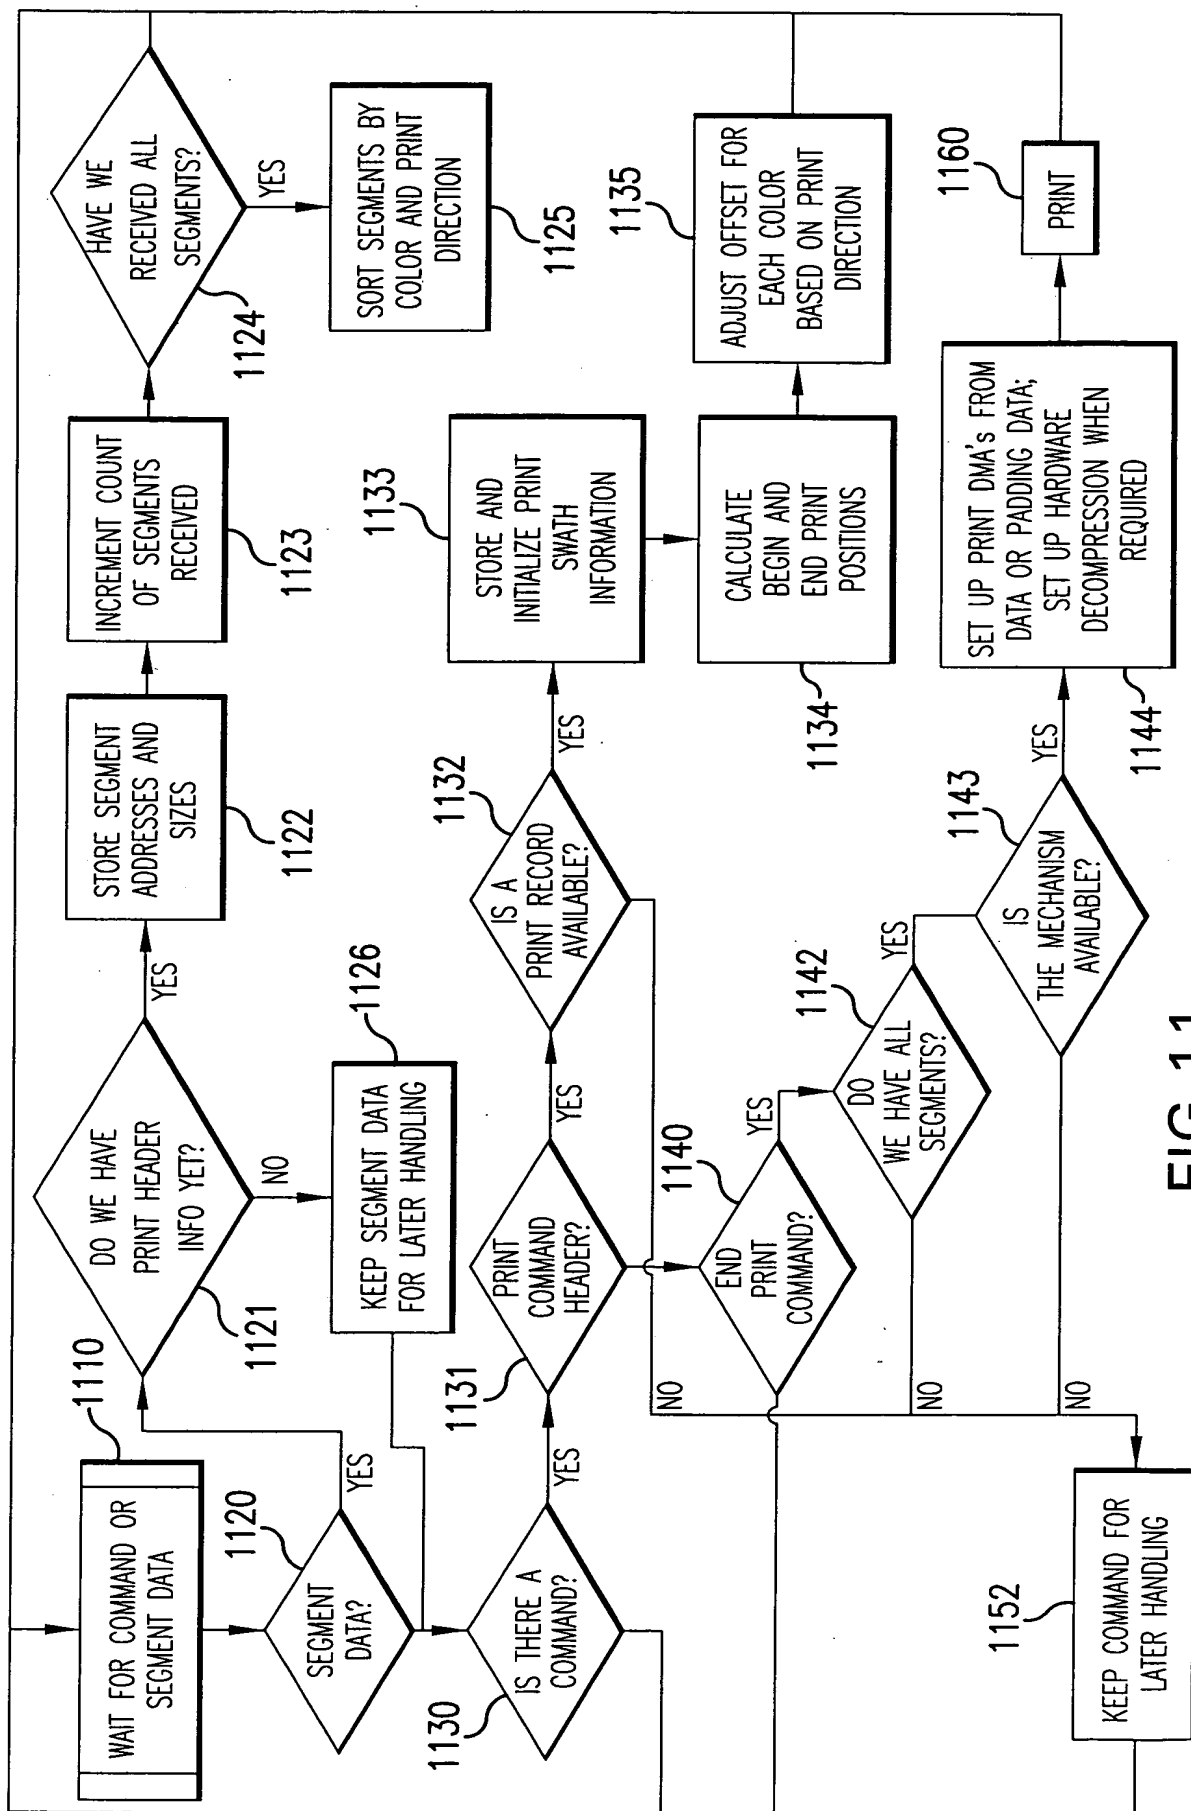 WAIT FOR COMMAND OR
SEGMENT DATA
1110
SEGMENT
DATA?
1120
YES
DO WE HAVE
PRINT HEADER
INFO YET?
1121
YES
NO
STORE SEGMENT
ADDRESSES AND
SIZES
1122
INCREMENT COUNT
OF SEGMENTS
RECEIVED
1123
HAVE WE
RECEIVED ALL
SEGMENTS?
1124
YES
SORT SEGMENTS BY
COLOR AND PRINT
DIRECTION
1125
KEEP SEGMENT DATA
FOR LATER HANDLING
1126
IS THERE A
COMMAND?
1130
YES
PRINT
COMMAND
HEADER?
1131
YES
IS A
PRINT RECORD
AVAILABLE?
1132
YES
NO
STORE AND
INITIALIZE PRINT
SWATH
INFORMATION
1133
CALCULATE
BEGIN AND
END PRINT
POSITIONS
1134
ADJUST OFFSET FOR
EACH COLOR
BASED ON PRINT
DIRECTION
1135
END
PRINT
COMMAND?
1140
YES
DO
WE HAVE ALL
SEGMENTS?
1142
YES
NO
IS
THE MECHANISM
AVAILABLE?
1143
YES
NO
SET UP PRINT DMA's FROM
DATA OR PADDING DATA;
SET UP HARDWARE
DECOMPRESSION WHEN
REQUIRED
1144
PRINT
1160
KEEP COMMAND FOR
LATER HANDLING
1152
FIG.11